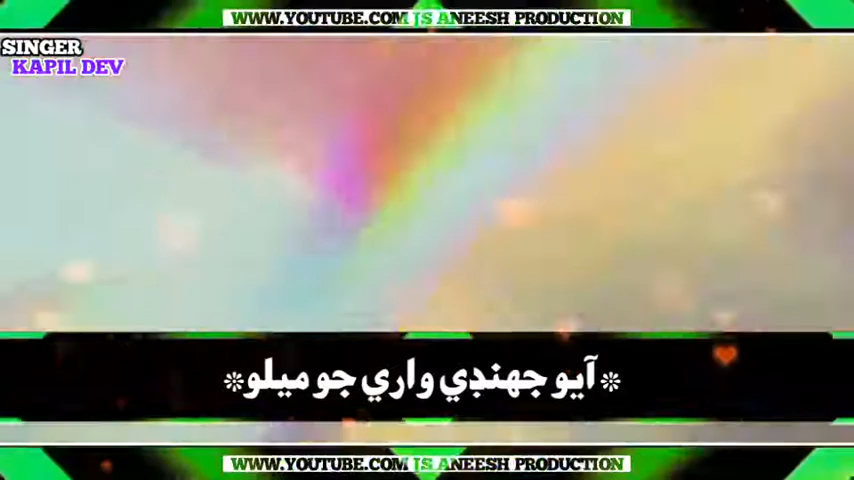 WWW.YOUTUBE.COM JS ANEESH PRODUCTION
SINGER
KAPIL DEV
❊آيو جهنڊي واري جو ميلو❊
WWW.YOUTUBE.COM JS ANEESH PRODUCTION